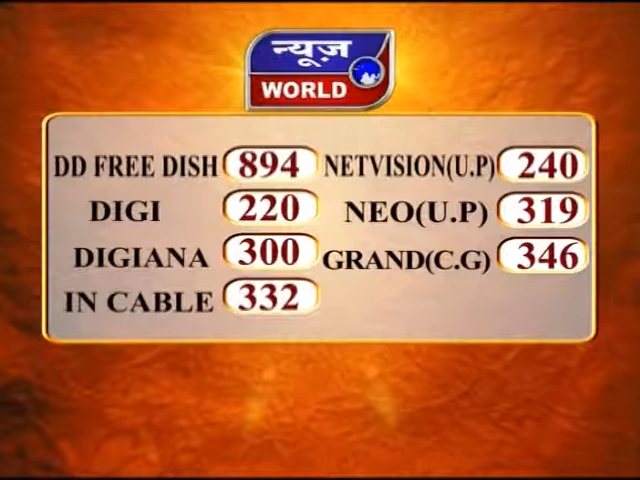 न्यूज़
WORLD
DD FREE DISH 894 NETVISION(U.P) 240
DIGI 220 NEO(U.P) 319
DIGIANA 300 GRAND(C.G) 346
IN CABLE 332